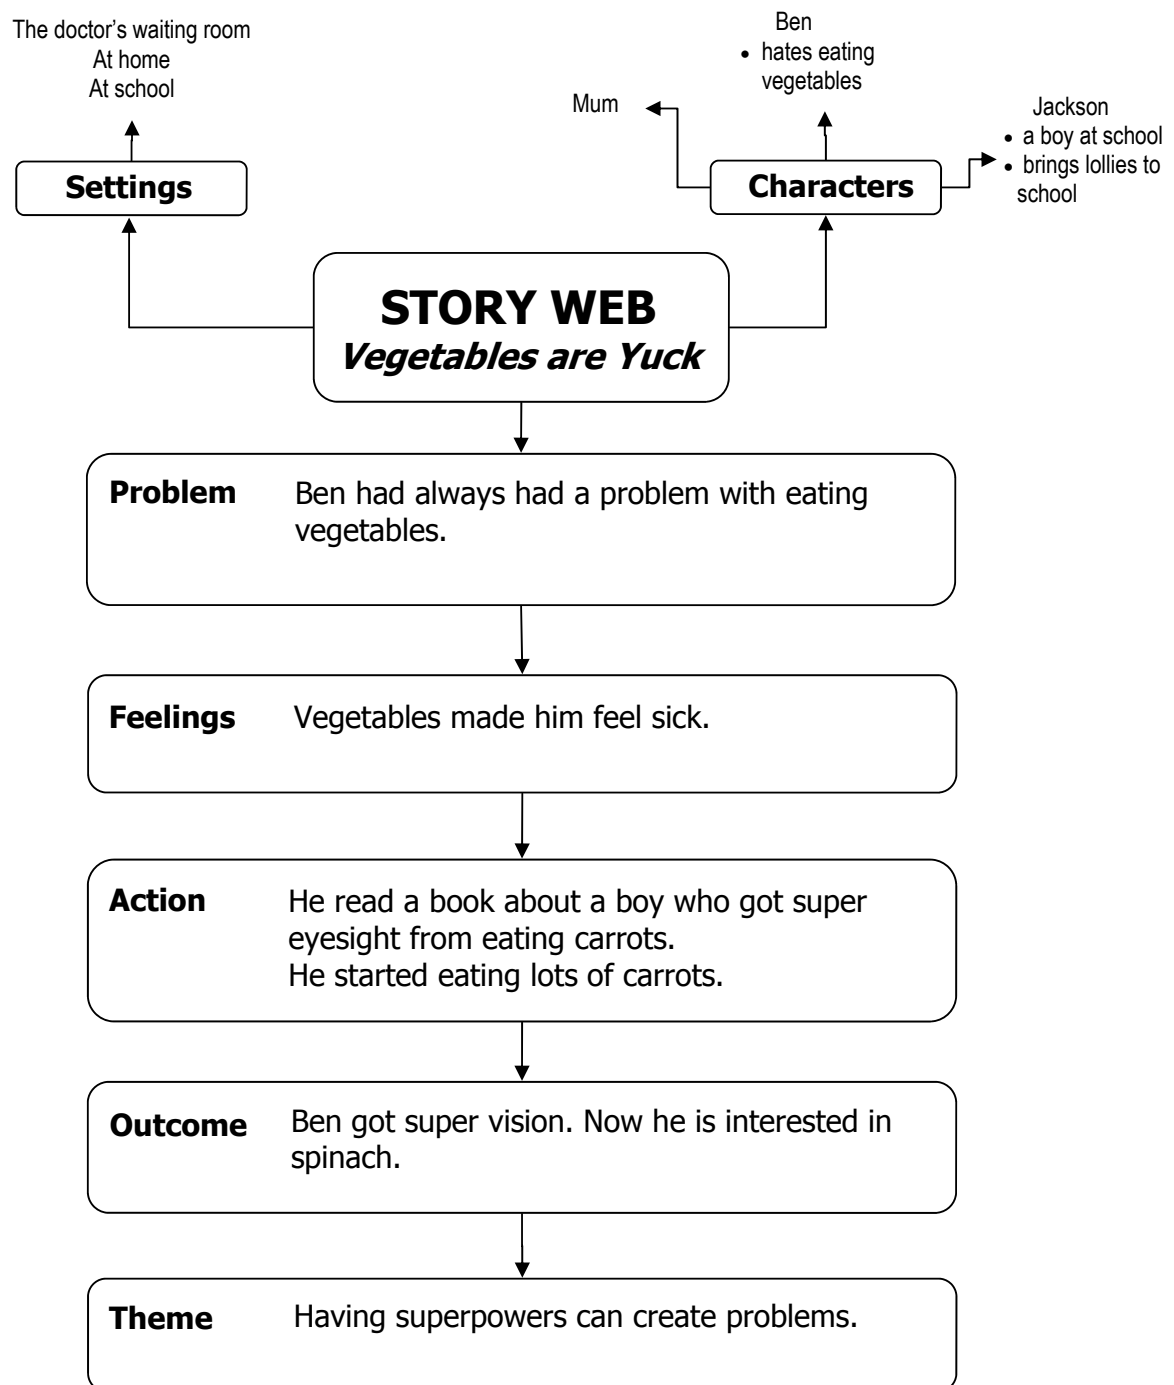 The doctor’s waiting room
At home
At school
Settings
Ben
• hates eating
vegetables
Mum
Jackson
• a boy at school
• brings lollies to
school
Characters
STORY WEB
Vegetables are Yuck
Problem
Ben had always had a problem with eating
vegetables.
Feelings
Vegetables made him feel sick.
Action
He read a book about a boy who got super
eyesight from eating carrots.
He started eating lots of carrots.
Outcome
Ben got super vision. Now he is interested in
spinach.
Theme
Having superpowers can create problems.